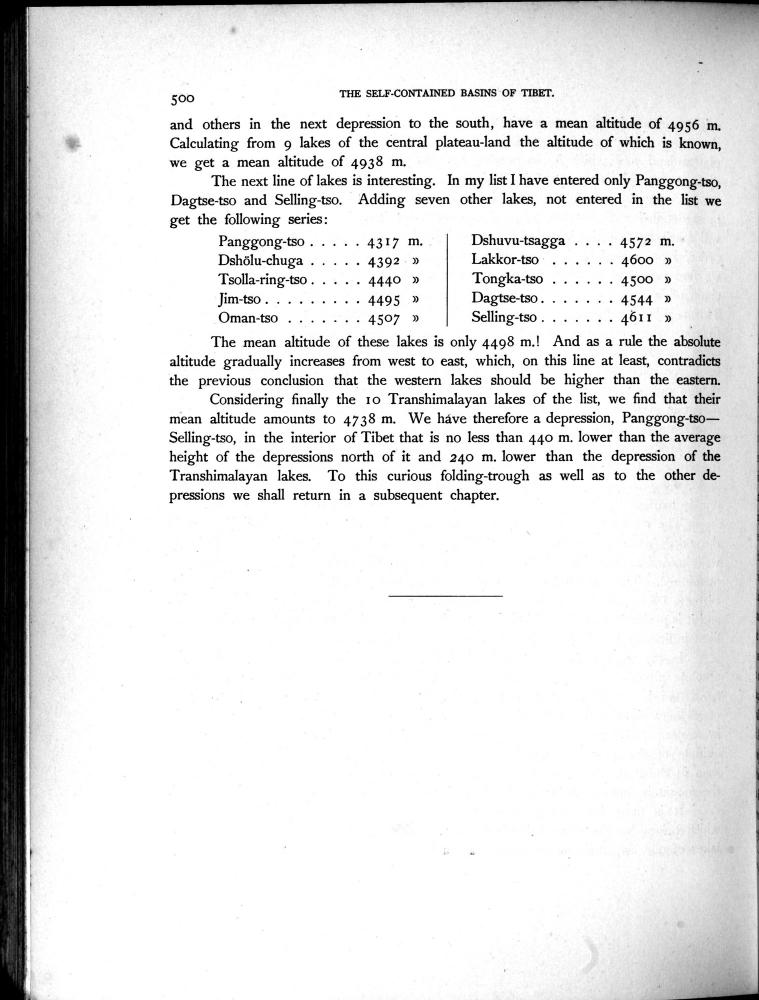 500
THE SELF-CONTAINED BASINS OF TIBET.
and others in the next depression to the south, have a mean altitude of 4956 m.
Calculating from 9 lakes of the central plateau-land the altitude of which is known,
we get a mean altitude of 4938 m.
The next line of lakes is interesting. In my list I have entered only Panggong-tso,
Dagtse-tso and Selling-tso. Adding seven other lakes, not entered in the list we
get the following series:
Panggong-tso . . . . . 4317 m.
Dshölu-chuga . . . . . 4392 »
Tsolla-ring-tso . . . . . 4440 »
Jim-tso . . . . . . . . . 4495 »
Oman-tso . . . . . . . 4507 »
Dshuvu-tsagga . . . . 4572 m.
Lakkor-tso . . . . . . 4600 »
Tongka-tso . . . . . . 4500 »
Dagtse-tso . . . . . . . 4544 »
Selling-tso . . . . . . . 4611 »
The mean altitude of these lakes is only 4498 m.! And as a rule the absolute
altitude gradually increases from west to east, which, on this line at least, contradicts
the previous conclusion that the western lakes should be higher than the eastern.
Considering finally the 10 Transhimalayan lakes of the list, we find that their
mean altitude amounts to 4738 m. We have therefore a depression, Panggong-tso—
Selling-tso, in the interior of Tibet that is no less than 440 m. lower than the average
height of the depressions north of it and 240 m. lower than the depression of the
Transhimalayan lakes. To this curious folding-trough as well as to the other de-
pressions we shall return in a subsequent chapter.